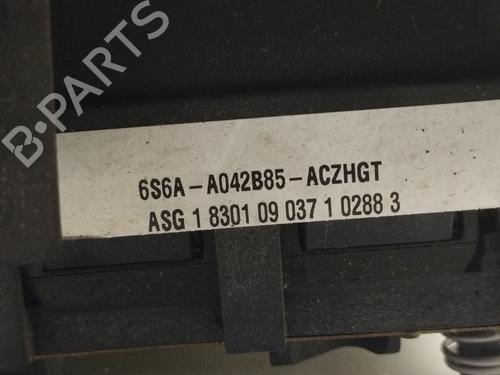 B-PARTS
6S6A-A042B85-ACZHGT
ASG 1 8301 09 037 1 0288 3